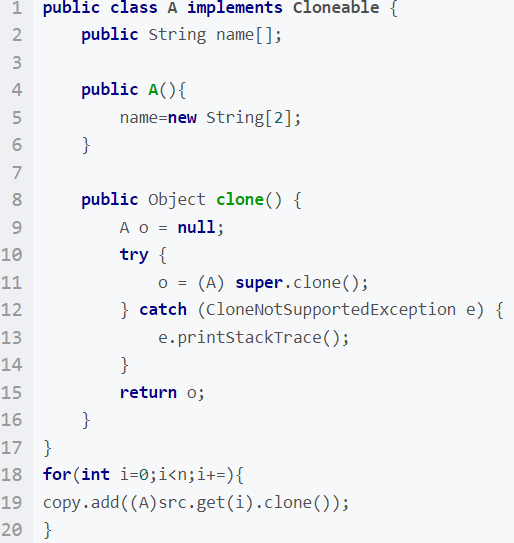 1 public class A implements Cloneable {
2     public String name[];
3
4     public A(){
5         name=new String[2];
6     }
7
8     public Object clone() {
9         A o = null;
10         try {
11             o = (A) super.clone();
12         } catch (CloneNotSupportedException e) {
13             e.printStackTrace();
14         }
15         return o;
16     }
17 }
18 for(int i=0;i<n;i+=){
19 copy.add((A)src.get(i).clone());
20 }